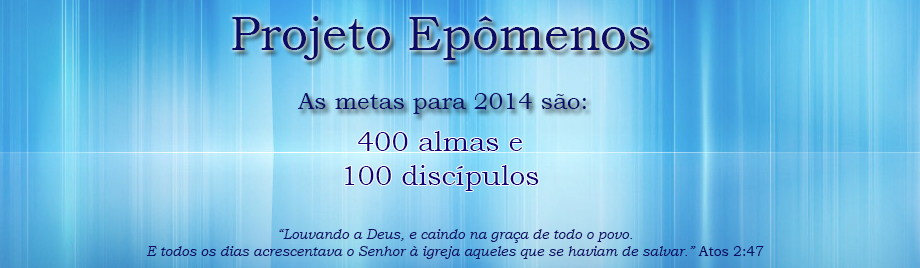 Projeto Epômenos
As metas para 2014 são:
400 almas e
100 discípulos
“Louvando a Deus, e caindo na graça de todo o povo.
E todos os dias acrescentava o Senhor à igreja aqueles que se haviam de salvar.” Atos 2:47